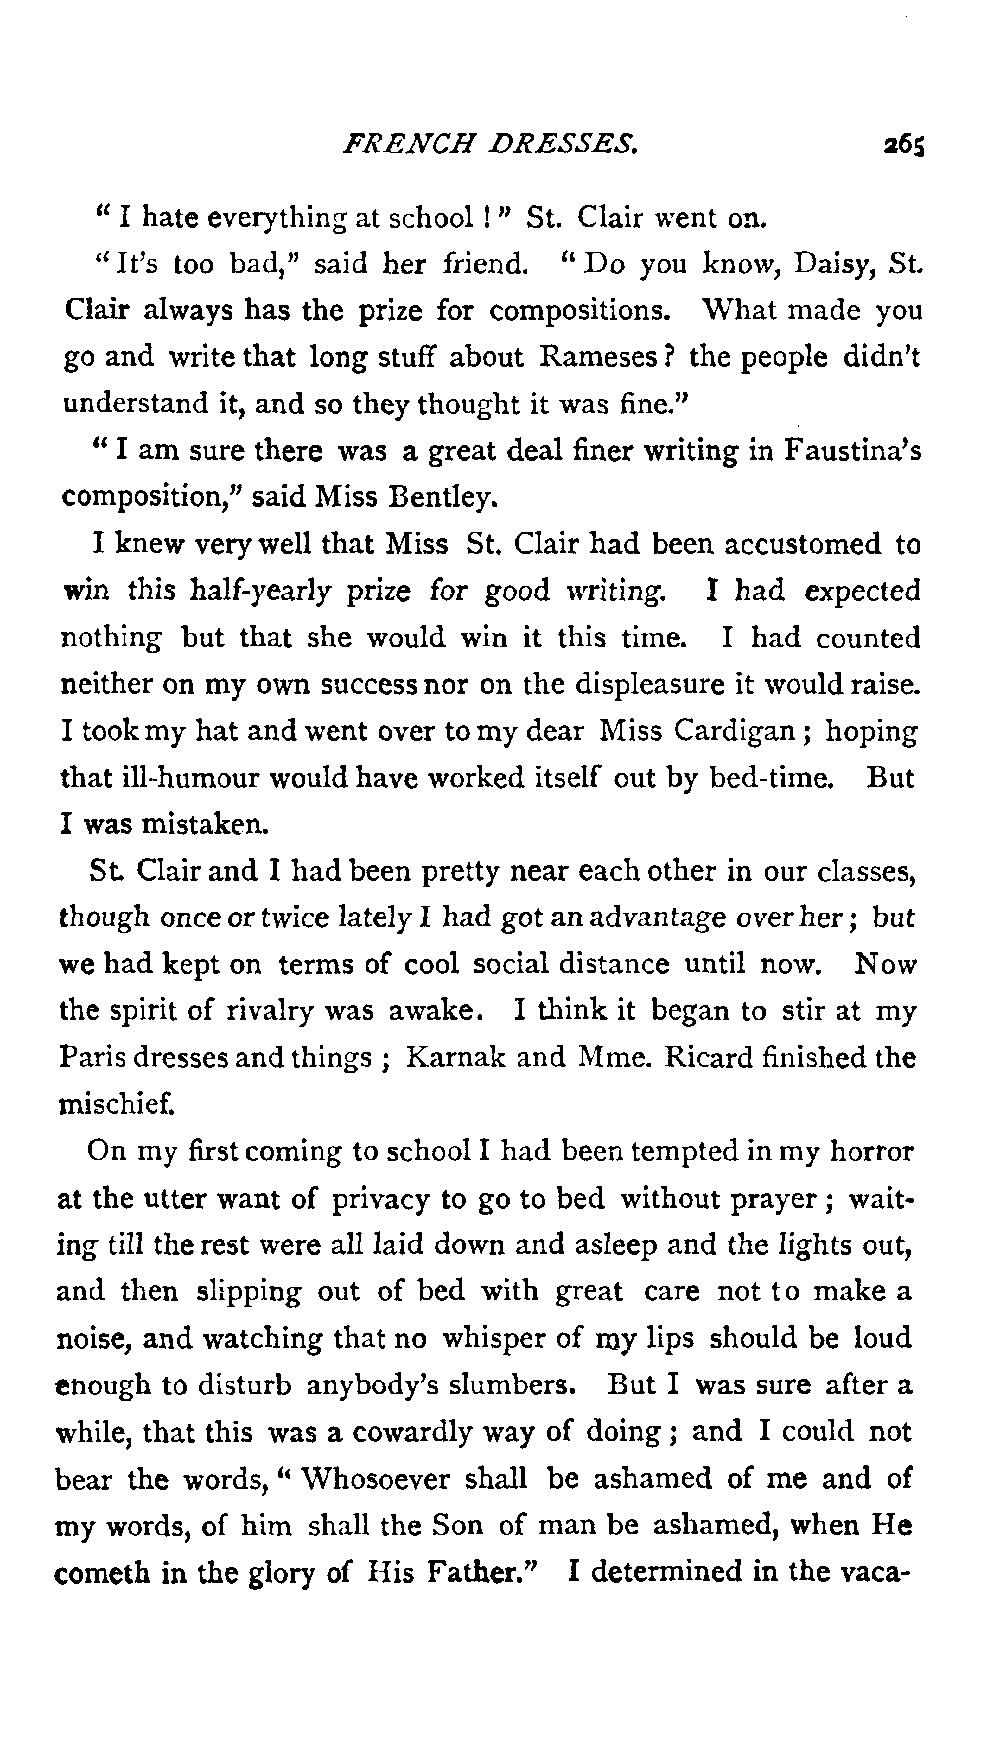 FRENCH DRESSES. 265
"I hate everything at school!" St. Clair went on.
"It's too bad," said her friend. "Do you know, Daisy, St.
Clair always has the prize for compositions. What made you
go and write that long stuff about Rameses? the people didn't
understand it, and so they thought it was fine."
"I am sure there was a great deal finer writing in Faustina's
composition," said Miss Bentley.
I knew very well that Miss St. Clair had been accustomed to
win this half-yearly prize for good writing. I had expected
nothing but that she would win it this time. I had counted
neither on my own success nor on the displeasure it would raise.
I took my hat and went over to my dear Miss Cardigan; hoping
that ill-humour would have worked itself out by bed-time. But
I was mistaken.
St. Clair and I had been pretty near each other in our classes,
though once or twice lately I had got an advantage over her; but
we had kept on terms of cool social distance until now. Now
the spirit of rivalry was awake. I think it began to stir at my
Paris dresses and things; Karnak and Mme. Ricard finished the
mischief.
On my first coming to school I had been tempted in my horror
at the utter want of privacy to go to bed without prayer; wait-
ing till the rest were all laid down and asleep and the lights out,
and then slipping out of bed with great care not to make a
noise, and watching that no whisper of my lips should be loud
enough to disturb anybody's slumbers. But I was sure after a
while, that this was a cowardly way of doing; and I could not
bear the words, "Whosoever shall be ashamed of me and of
my words, of him shall the Son of man be ashamed, when He
cometh in the glory of His Father." I determined in the vaca-